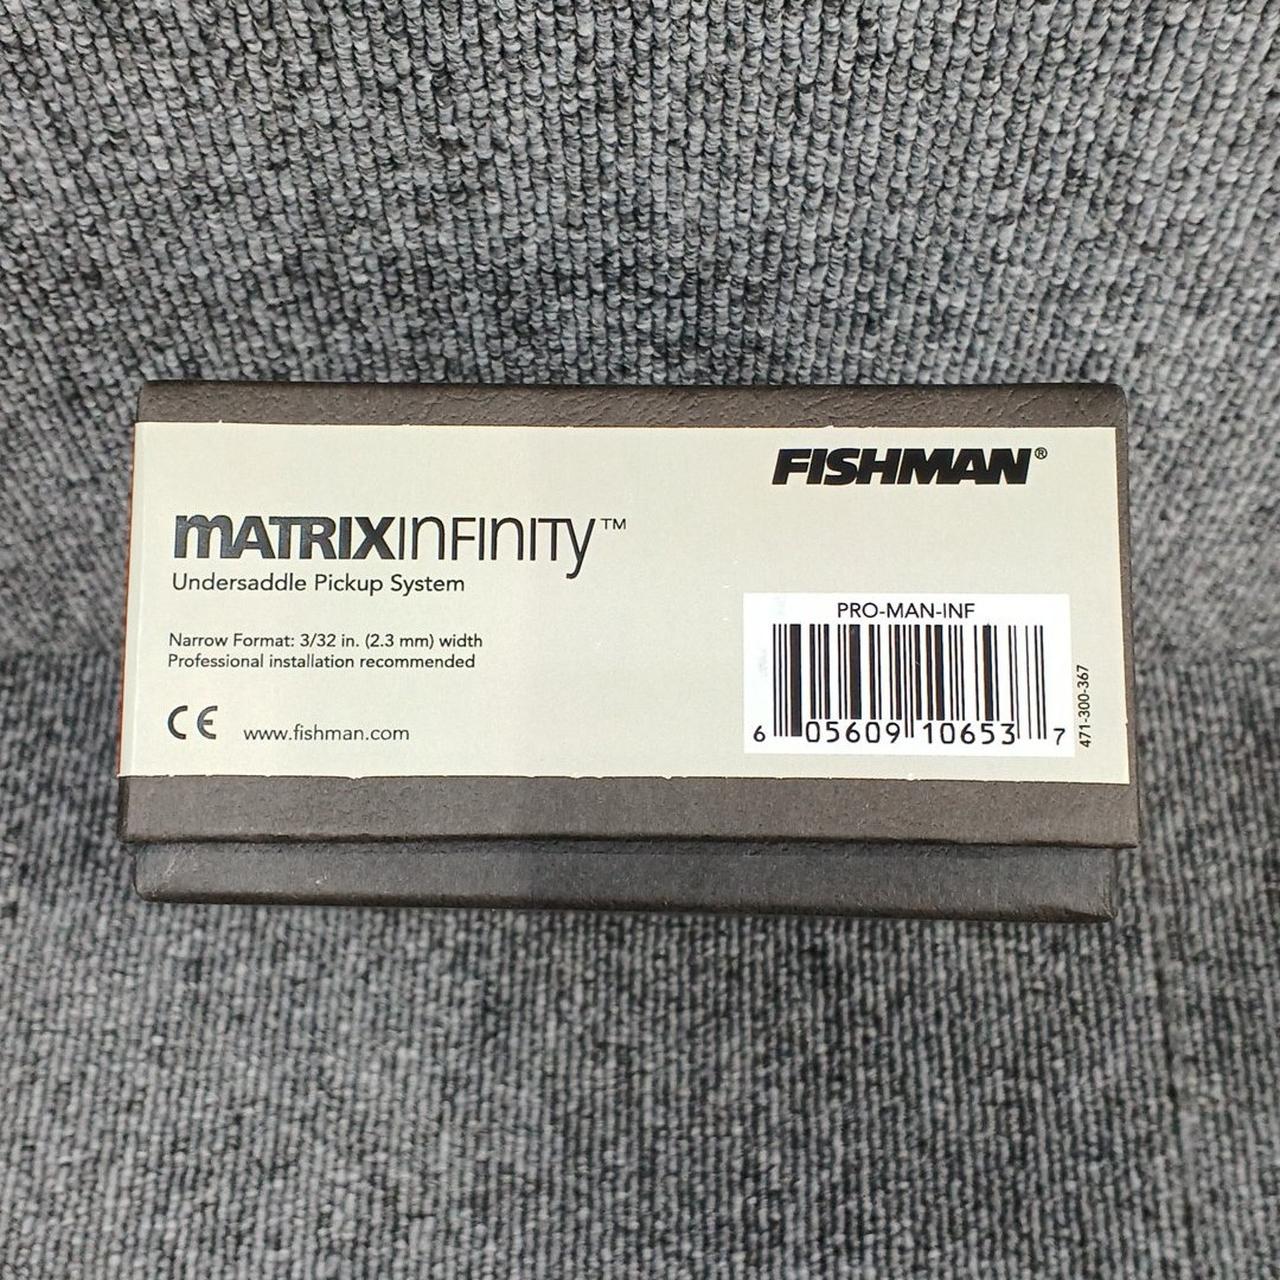 FISHMAN®
MATRIXINFINITY™
Undersaddle Pickup System
Narrow Format: 3/32 in. (2.3 mm) width
Professional installation recommended
CE www.fishman.com
PRO-MAN-INF
6 05609 10653 7
471-300-367